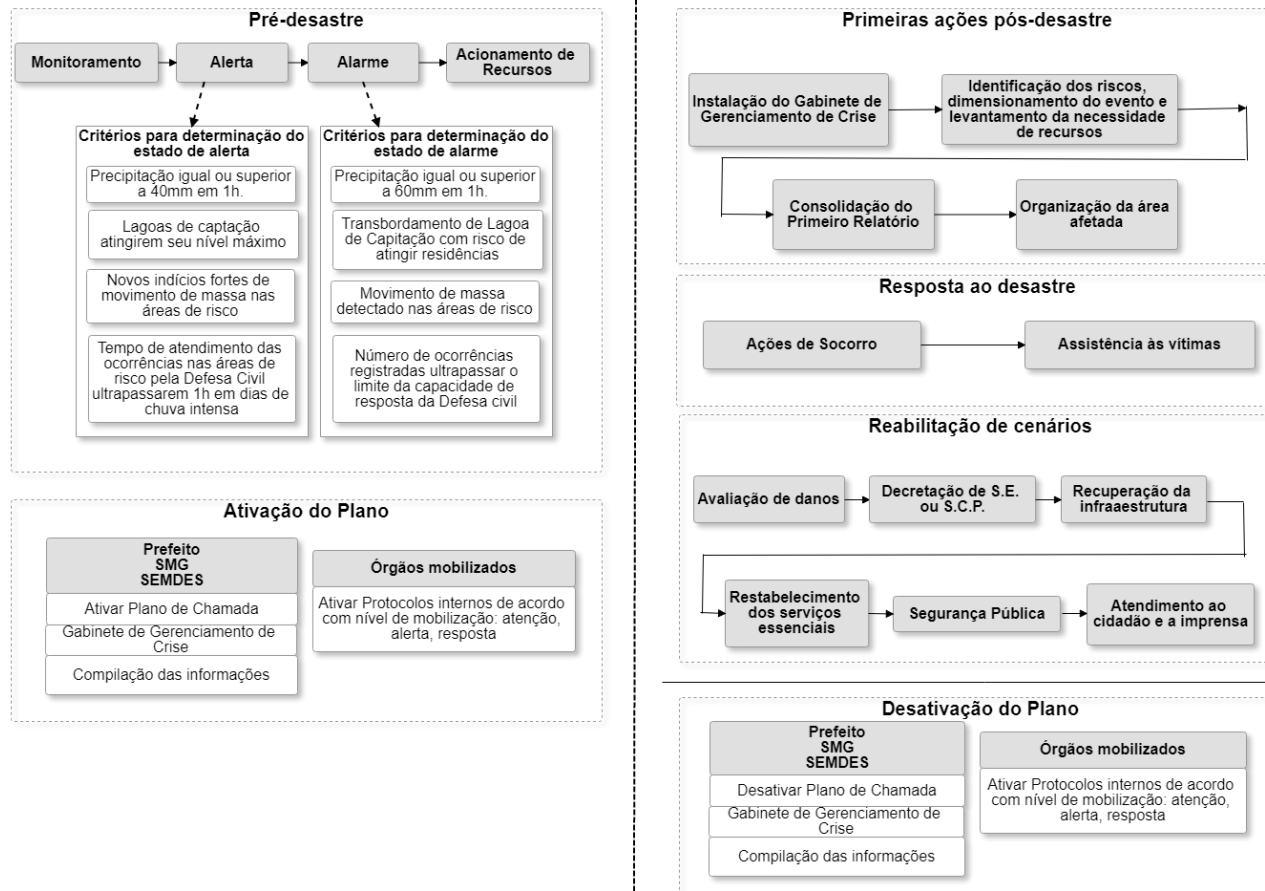 Pré-desastre
Monitoramento
Alerta
Alarme
Acionamento de
Recursos
Critérios para determinação do
estado de alerta
Precipitação igual ou superior
a 40mm em 1h.
Lagoas de captação
atingirem seu nível máximo
Novos indícios fortes de
movimento de massa nas
áreas de risco
Tempo de atendimento das
ocorrências nas áreas de
risco pela Defesa Civil
ultrapassarem 1h em dias de
chuva intensa
Critérios para determinação do
estado de alarme
Precipitação igual ou superior
a 60mm em 1h.
Transbordamento de Lagoa
de Capitação com risco de
atingir residências
Movimento de massa
detectado nas áreas de risco
Número de ocorrências
registradas ultrapassar o
limite da capacidade de
resposta da Defesa civil
Ativação do Plano
Prefeito
SMG
SEMDES
Ativar Plano de Chamada
Gabinete de Gerenciamento de
Crise
Compilação das informações
Órgãos mobilizados
Ativar Protocolos internos de acordo
com nível de mobilização: atenção,
alerta, resposta
Primeiras ações pós-desastre
Instalação do Gabinete de
Gerenciamento de Crise
Identificação dos riscos,
dimensionamento do evento e
levantamento da necessidade
de recursos
Consolidação do
Primeiro Relatório
Organização da área
afetada
Resposta ao desastre
Ações de Socorro
Assistência às vítimas
Reabilitação de cenários
Avaliação de danos
Decretação de S.E.
ou S.C.P.
Recuperação da
infraaestrutura
Restabelecimento
dos serviços
essenciais
Segurança Pública
Atendimento ao
cidadão e a imprensa
Desativação do Plano
Prefeito
SMG
SEMDES
Desativar Plano de Chamada
Gabinete de Gerenciamento de
Crise
Compilação das informações
Órgãos mobilizados
Ativar Protocolos internos de acordo
com nível de mobilização: atenção,
alerta, resposta